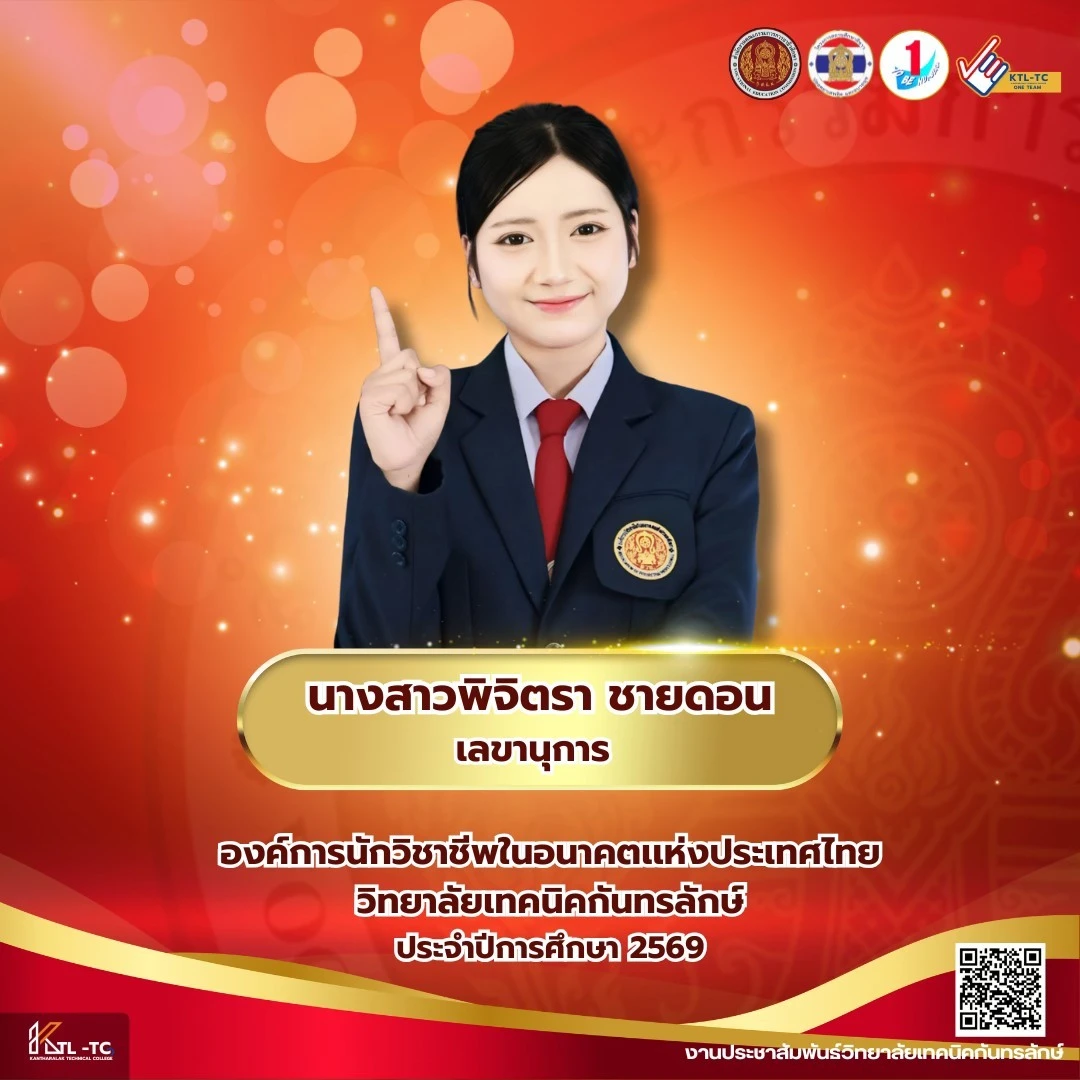 KTL-TC
ONE TEAM
1
TO BE NUMBER
นางสาวพิจิตรา ชายดอน
เลขานุการ
องค์การนักวิชาชีพในอนาคตแห่งประเทศไทย
วิทยาลัยเทคนิคกันทรลักษ์
ประจำปีการศึกษา 2569
KTL -TC
KANTHARALAK TECHNICAL COLLEGE
งานประชาสัมพันธ์วิทยาลัยเทคนิคกันทรลักษ์